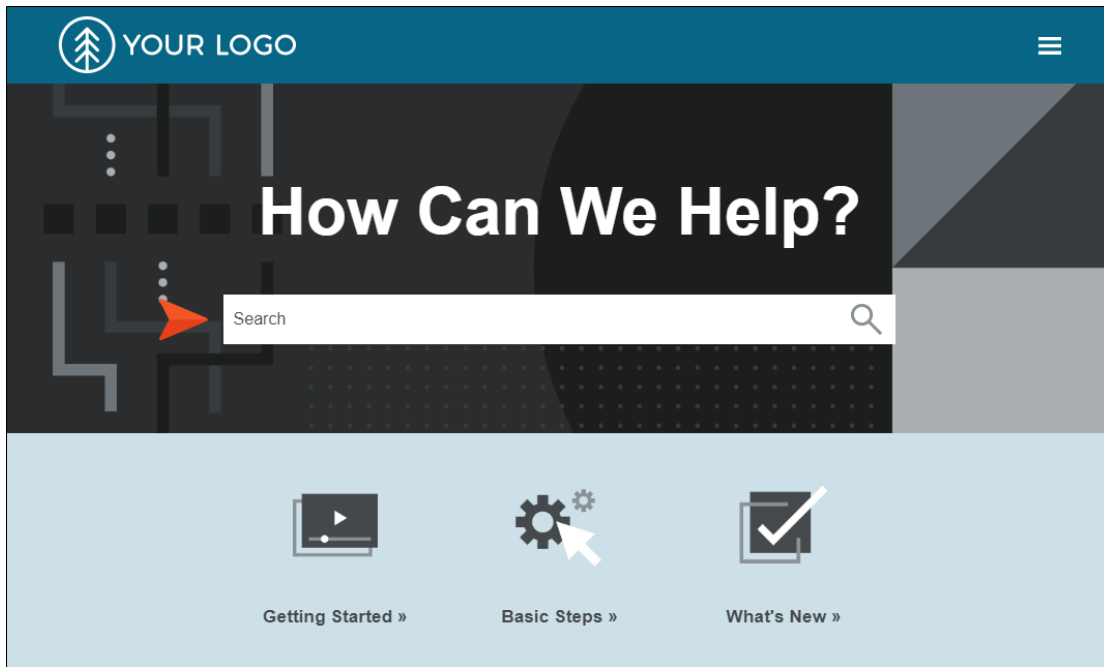 YOUR LOGO
How Can We Help?
Search
Getting Started »
Basic Steps »
What's New »